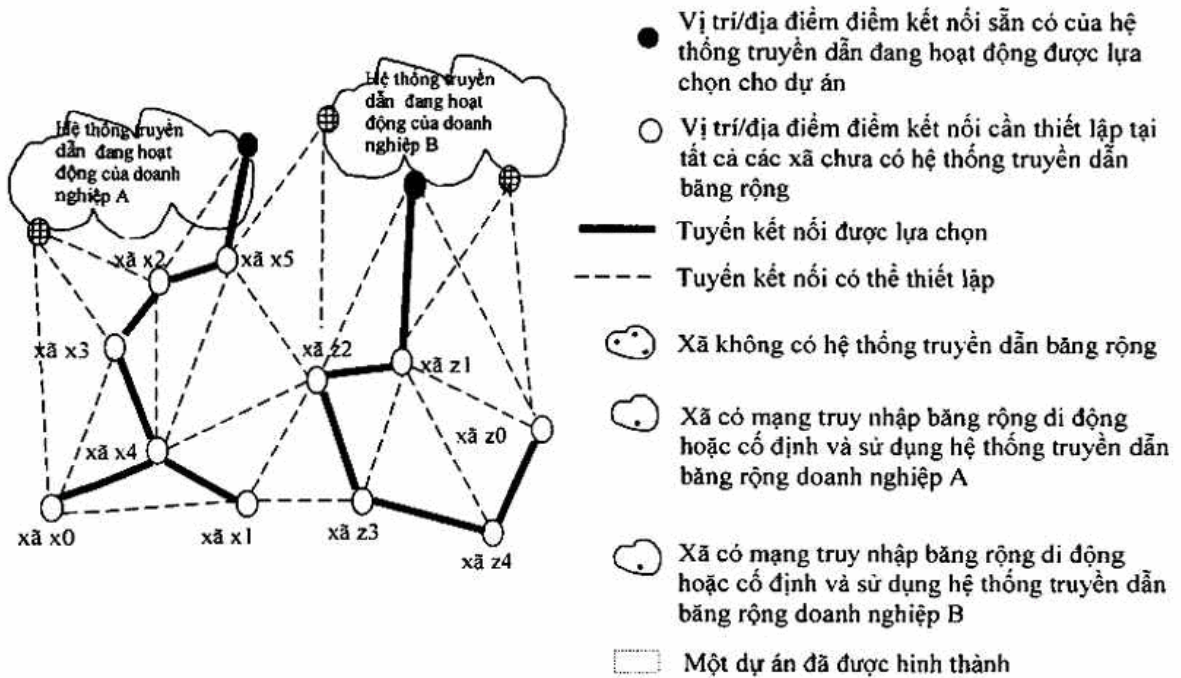 Hệ thống truyền
dẫn đang hoạt
động của doanh
nghiệp A
Hệ thống truyền
dẫn đang hoạt
động của doanh
nghiệp B
xã x2
xã x5
xã x3
xã z2
xã z1
xã x4
xã z0
xã x0
xã x1
xã z3
xã z4
Vị trí/địa điểm điểm kết nối sẵn có của hệ
thống truyền dẫn đang hoạt động được lựa
chọn cho dự án
Vị trí/địa điểm điểm kết nối cần thiết lập tại
tất cả các xã chưa có hệ thống truyền dẫn
băng rộng
Tuyến kết nối được lựa chọn
Tuyến kết nối có thể thiết lập
Xã không có hệ thống truyền dẫn băng rộng
Xã có mạng truy nhập băng rộng di động
hoặc cố định và sử dụng hệ thống truyền dẫn
băng rộng doanh nghiệp A
Xã có mạng truy nhập băng rộng di động
hoặc cố định và sử dụng hệ thống truyền dẫn
băng rộng doanh nghiệp B
Một dự án đã được hình thành